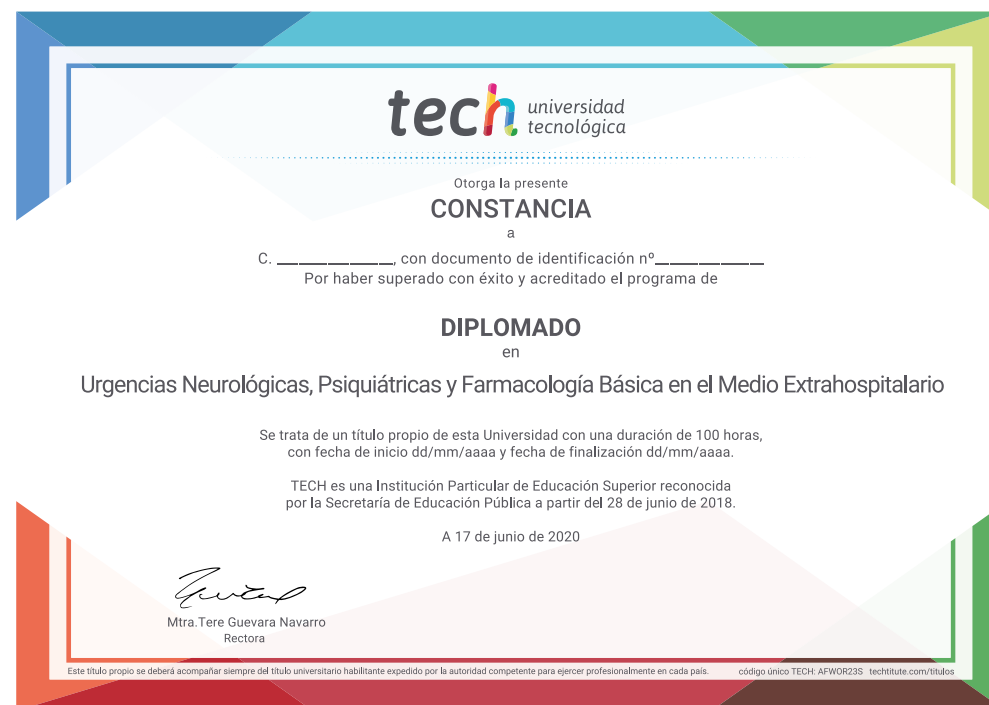 tech universidad
tecnológica
Otorga la presente
CONSTANCIA
a
C. ______________, con documento de identificación nº______________
Por haber superado con éxito y acreditado el programa de
DIPLOMADO
en
Urgencias Neurológicas, Psiquiátricas y Farmacología Básica en el Medio Extrahospitalario
Se trata de un título propio de esta Universidad con una duración de 100 horas,
con fecha de inicio dd/mm/aaaa y fecha de finalización dd/mm/aaaa.
TECH es una Institución Particular de Educación Superior reconocida
por la Secretaría de Educación Pública a partir del 28 de junio de 2018.
A 17 de junio de 2020
Mtra.Tere Guevara Navarro
Rectora
Este título propio se deberá acompañar siempre del título universitario habilitante expedido por la autoridad competente para ejercer profesionalmente en cada país. código único TECH: AFWOR23S techtitute.com/titulos